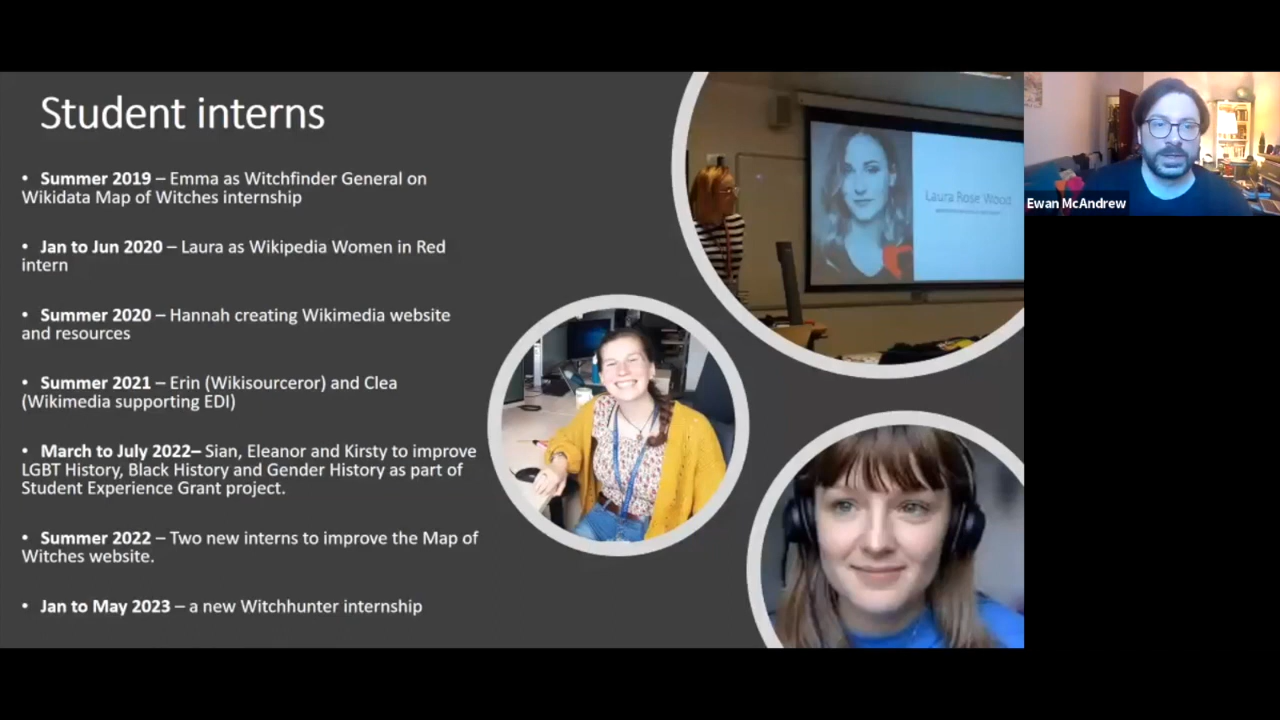 Student interns
• Summer 2019 – Emma as Witchfinder General on
Wikidata Map of Witches internship
• Jan to Jun 2020 – Laura as Wikipedia Women in Red
intern
• Summer 2020 – Hannah creating Wikimedia website
and resources
• Summer 2021 – Erin (Wikisourceror) and Clea
(Wikimedia supporting EDI)
• March to July 2022– Sian, Eleanor and Kirsty to improve
LGBT History, Black History and Gender History as part of
Student Experience Grant project.
• Summer 2022 – Two new interns to improve the Map of
Witches website.
• Jan to May 2023 – a new Witchhunter internship
Laura Rose Wood
Ewan McAndrew